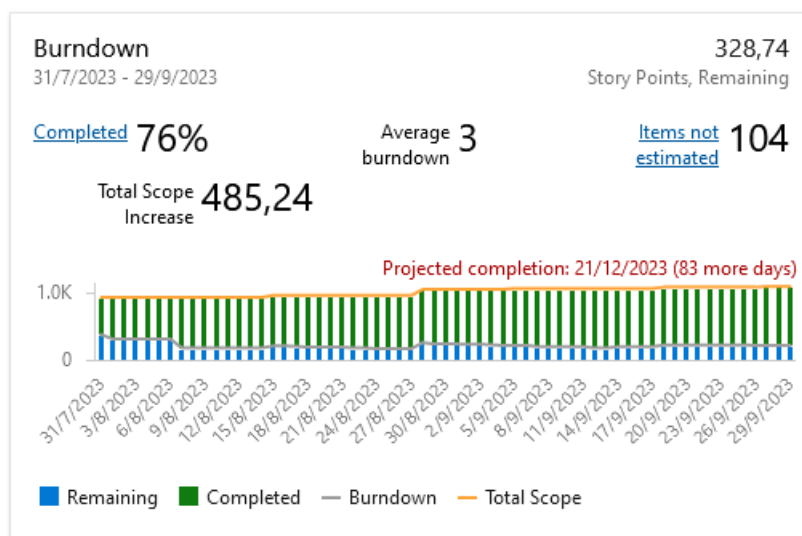 Burndown
328,74
31/7/2023 - 29/9/2023
Story Points, Remaining
Completed 76%
Average burndown 3
Items not estimated 104
Total Scope Increase 485,24
Projected completion: 21/12/2023 (83 more days)
1.0K
0
31/7/2023
3/8/2023
6/8/2023
9/8/2023
12/8/2023
15/8/2023
18/8/2023
21/8/2023
24/8/2023
27/8/2023
30/8/2023
2/9/2023
5/9/2023
8/9/2023
11/9/2023
14/9/2023
17/9/2023
20/9/2023
23/9/2023
26/9/2023
29/9/2023
Remaining
Completed
Burndown
Total Scope